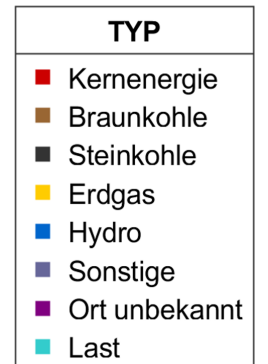 TYP
Kernenergie
Braunkohle
Steinkohle
Erdgas
Hydro
Sonstige
Ort unbekannt
Last